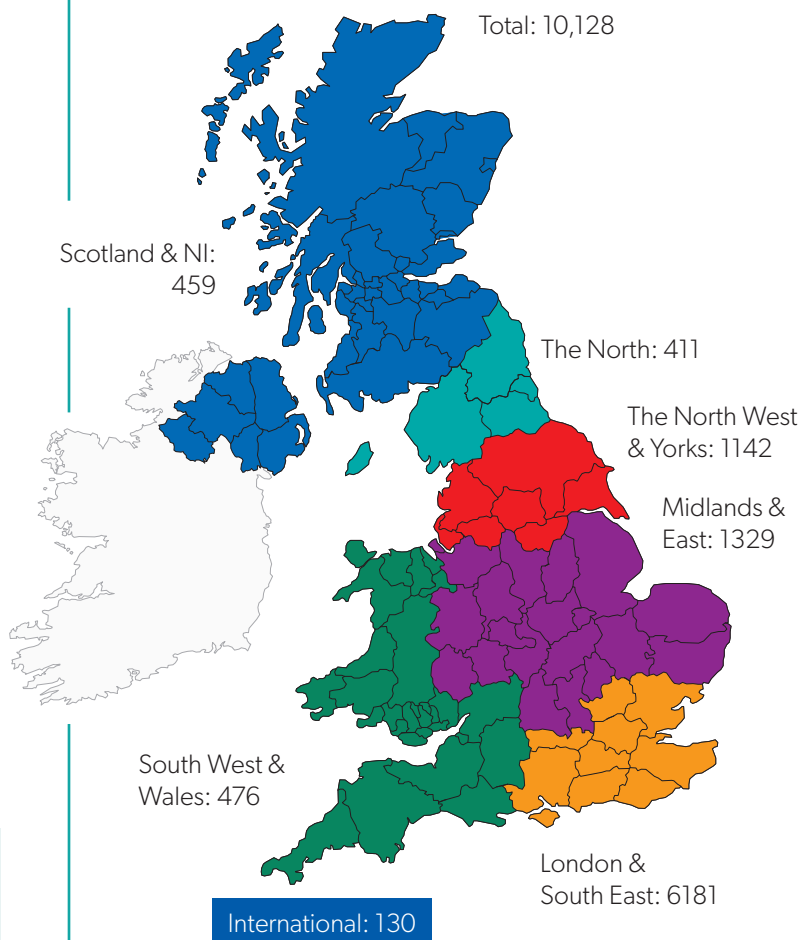 Total: 10,128
Scotland & NI:
459
The North: 411
The North West
& Yorks: 1142
Midlands &
East: 1329
South West &
Wales: 476
London &
South East: 6181
International: 130